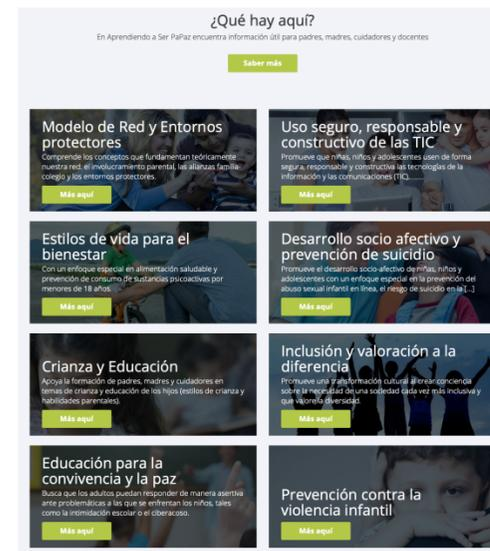 ¿Qué hay aquí?
En Aprendiendo a Ser PaPaz encuentra información útil para padres, madres, cuidadores y docentes
Saber más
Modelo de Red y Entornos
protectores
Comprende los conceptos que fundamentan teóricamente
nuestra red: el involucramiento parental, las alianzas familia-
colegio y los entornos protectores.
Más aquí
Uso seguro, responsable y
constructivo de las TIC
Promueve que niñas, niños y adolescentes usen de forma
segura, responsable y constructiva las tecnologías de la
información y las comunicaciones (TIC).
Más aquí
Estilos de vida para el
bienestar
Con un enfoque especial en alimentación saludable y
prevención de consumo de sustancias psicoactivas por
menores de 18 años.
Más aquí
Desarrollo socio afectivo y
prevención de suicidio
Promueve el desarrollo socio-afectivo de niñas, niños y
adolescentes con un enfoque especial en la prevención del
abuso sexual infantil en línea, el riesgo de suicidio en la [...]
Más aquí
Crianza y Educación
Apoya la formación de padres, madres y cuidadores en
temas de crianza y educación de los hijos (estilos de crianza y
habilidades parentales).
Más aquí
Inclusión y valoración a la
diferencia
Promueve una transformación cultural al crear conciencia
sobre la necesidad de una sociedad cada vez más inclusiva y
que valore la diversidad.
Más aquí
Educación para la
convivencia y la paz
Busca que los adultos puedan responder de manera asertiva
ante problemáticas a las que se enfrentan los niños, tales
como la intimidación escolar o el ciberacoso.
Más aquí
Prevención contra la
violencia infantil
Más aquí